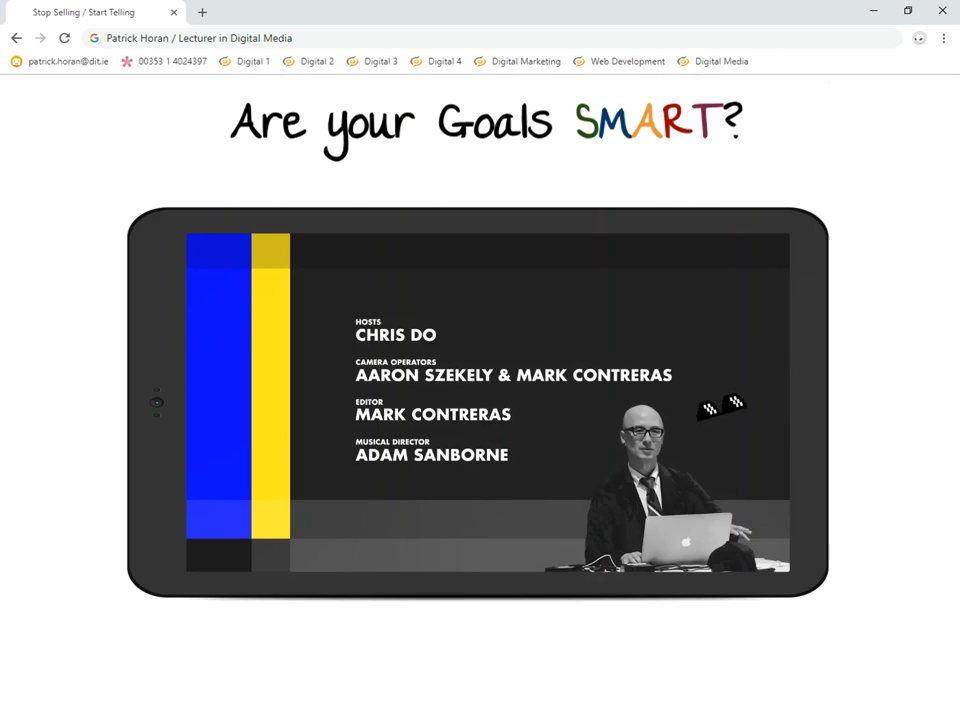 Stop Selling / Start Telling
Patrick Horan / Lecturer in Digital Media
patrick.horan@dit.ie 00353 1 4024397 Digital 1 Digital 2 Digital 3 Digital 4 Digital Marketing Web Development Digital Media
Are your Goals SMART?
HOSTS
CHRIS DO
CAMERA OPERATORS
AARON SZEKELY & MARK CONTRERAS
EDITOR
MARK CONTRERAS
MUSICAL DIRECTOR
ADAM SANBORNE